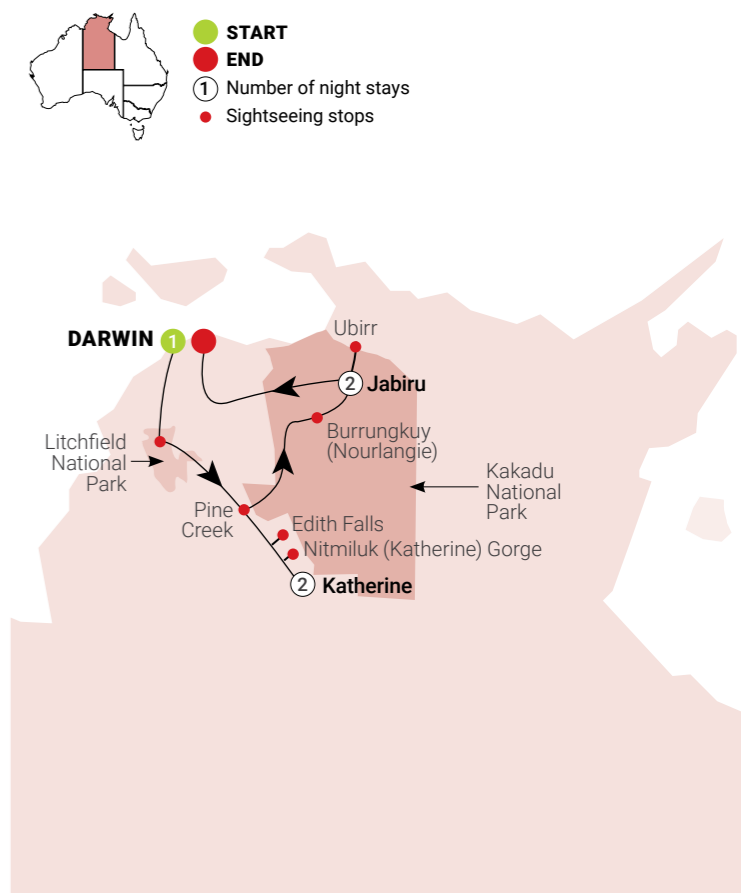 START
END
1 Number of night stays
Sightseeing stops
Ubirr
DARWIN 1
2 Jabiru
Burrungkuy
(Nourlangie)
Litchfield
National
Park
Kakadu
National
Park
Pine
Creek
Edith Falls
Nitmiluk (Katherine) Gorge
2 Katherine